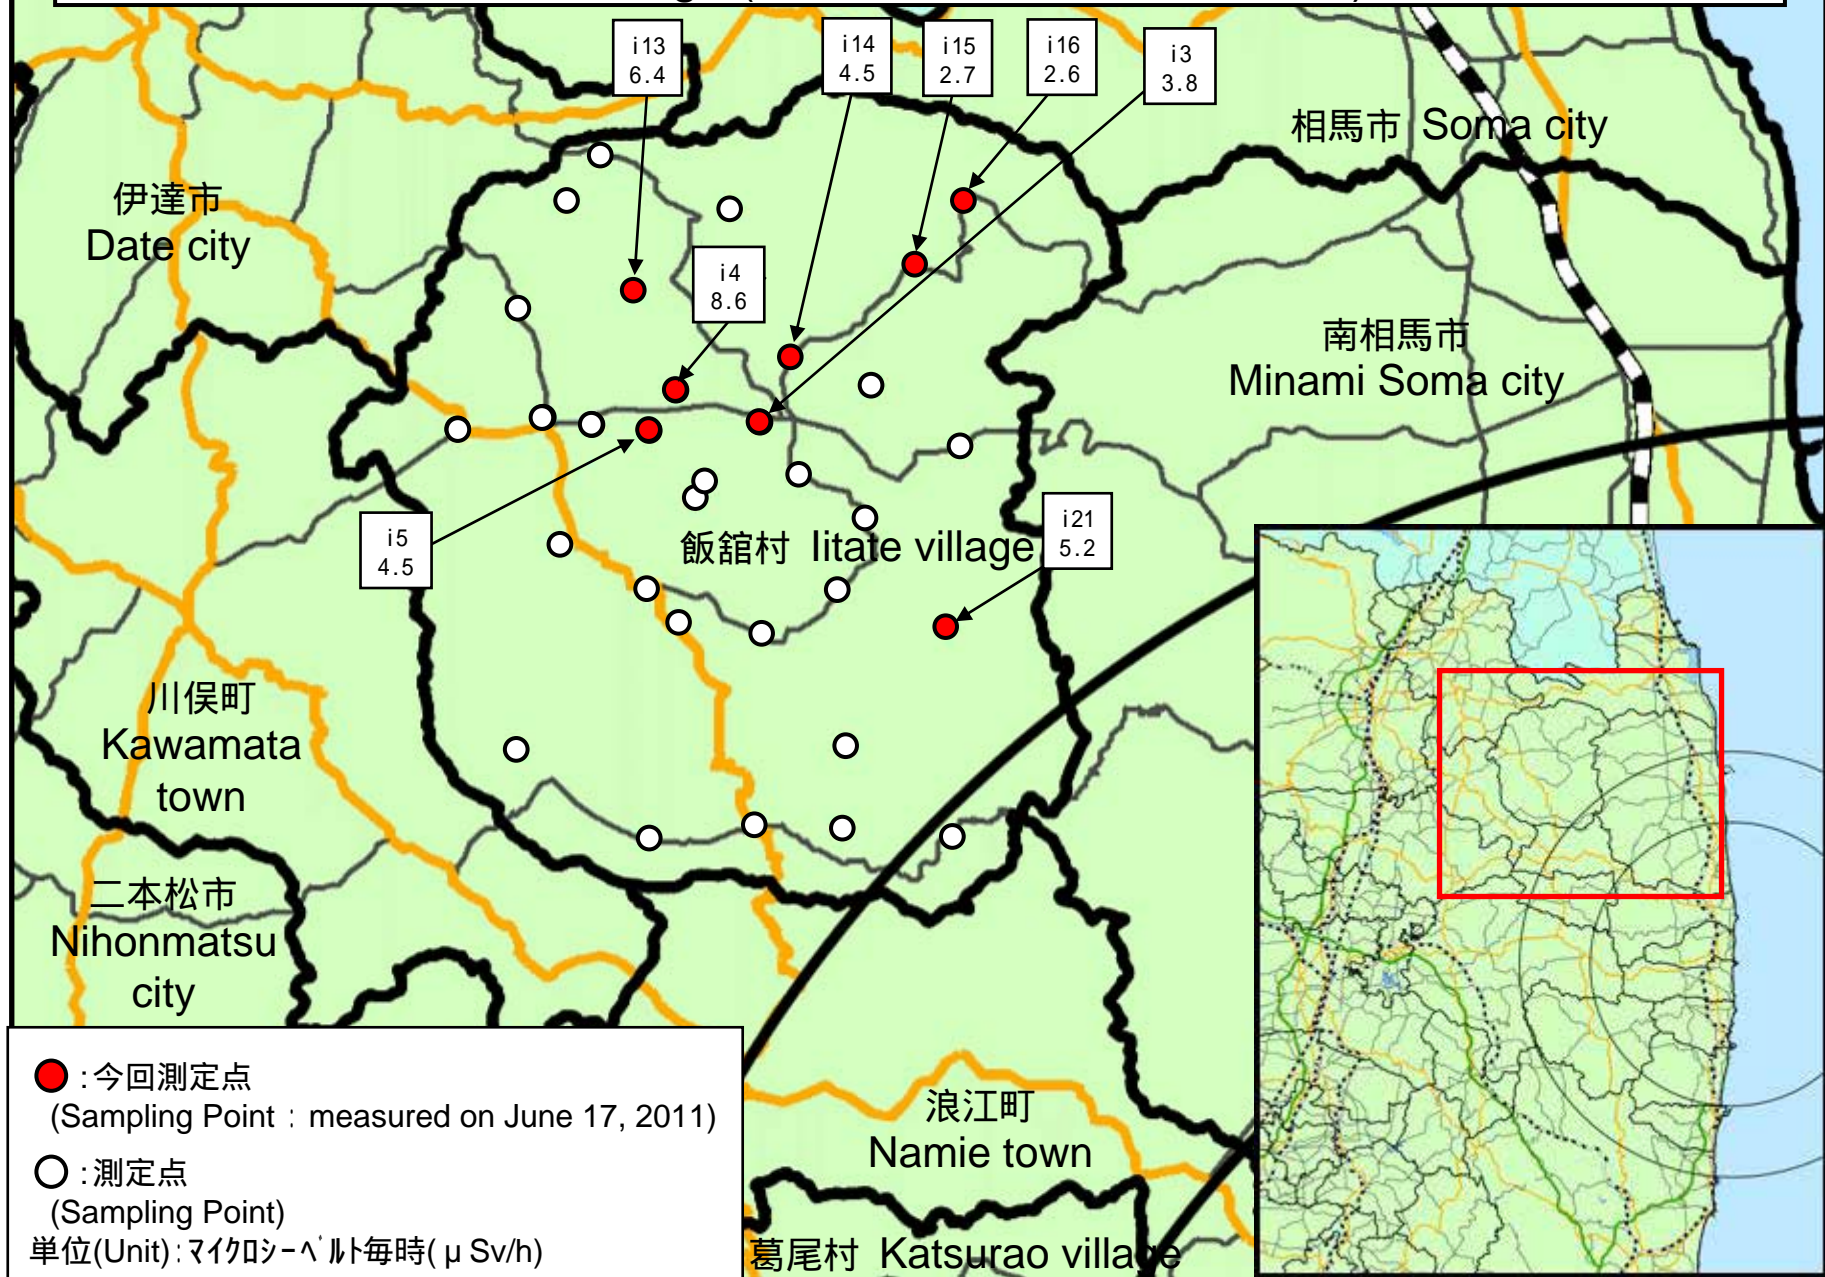 i13
6.4
i14
4.5
i15
2.7
i16
2.6
i3
3.8
相馬市 Soma city
伊達市
Date city
i4
8.6
南相馬市
Minami Soma city
i5
4.5
飯舘村 Iitate village
i21
5.2
川俣町
Kawamata
town
二本松市
Nihonmatsu
city
●:今回測定点
(Sampling Point : measured on June 17, 2011)
○:測定点
(Sampling Point)
単位(Unit):マイクロシーベルト毎時(μSv/h)
浪江町
Namie town
葛尾村 Katsurao village